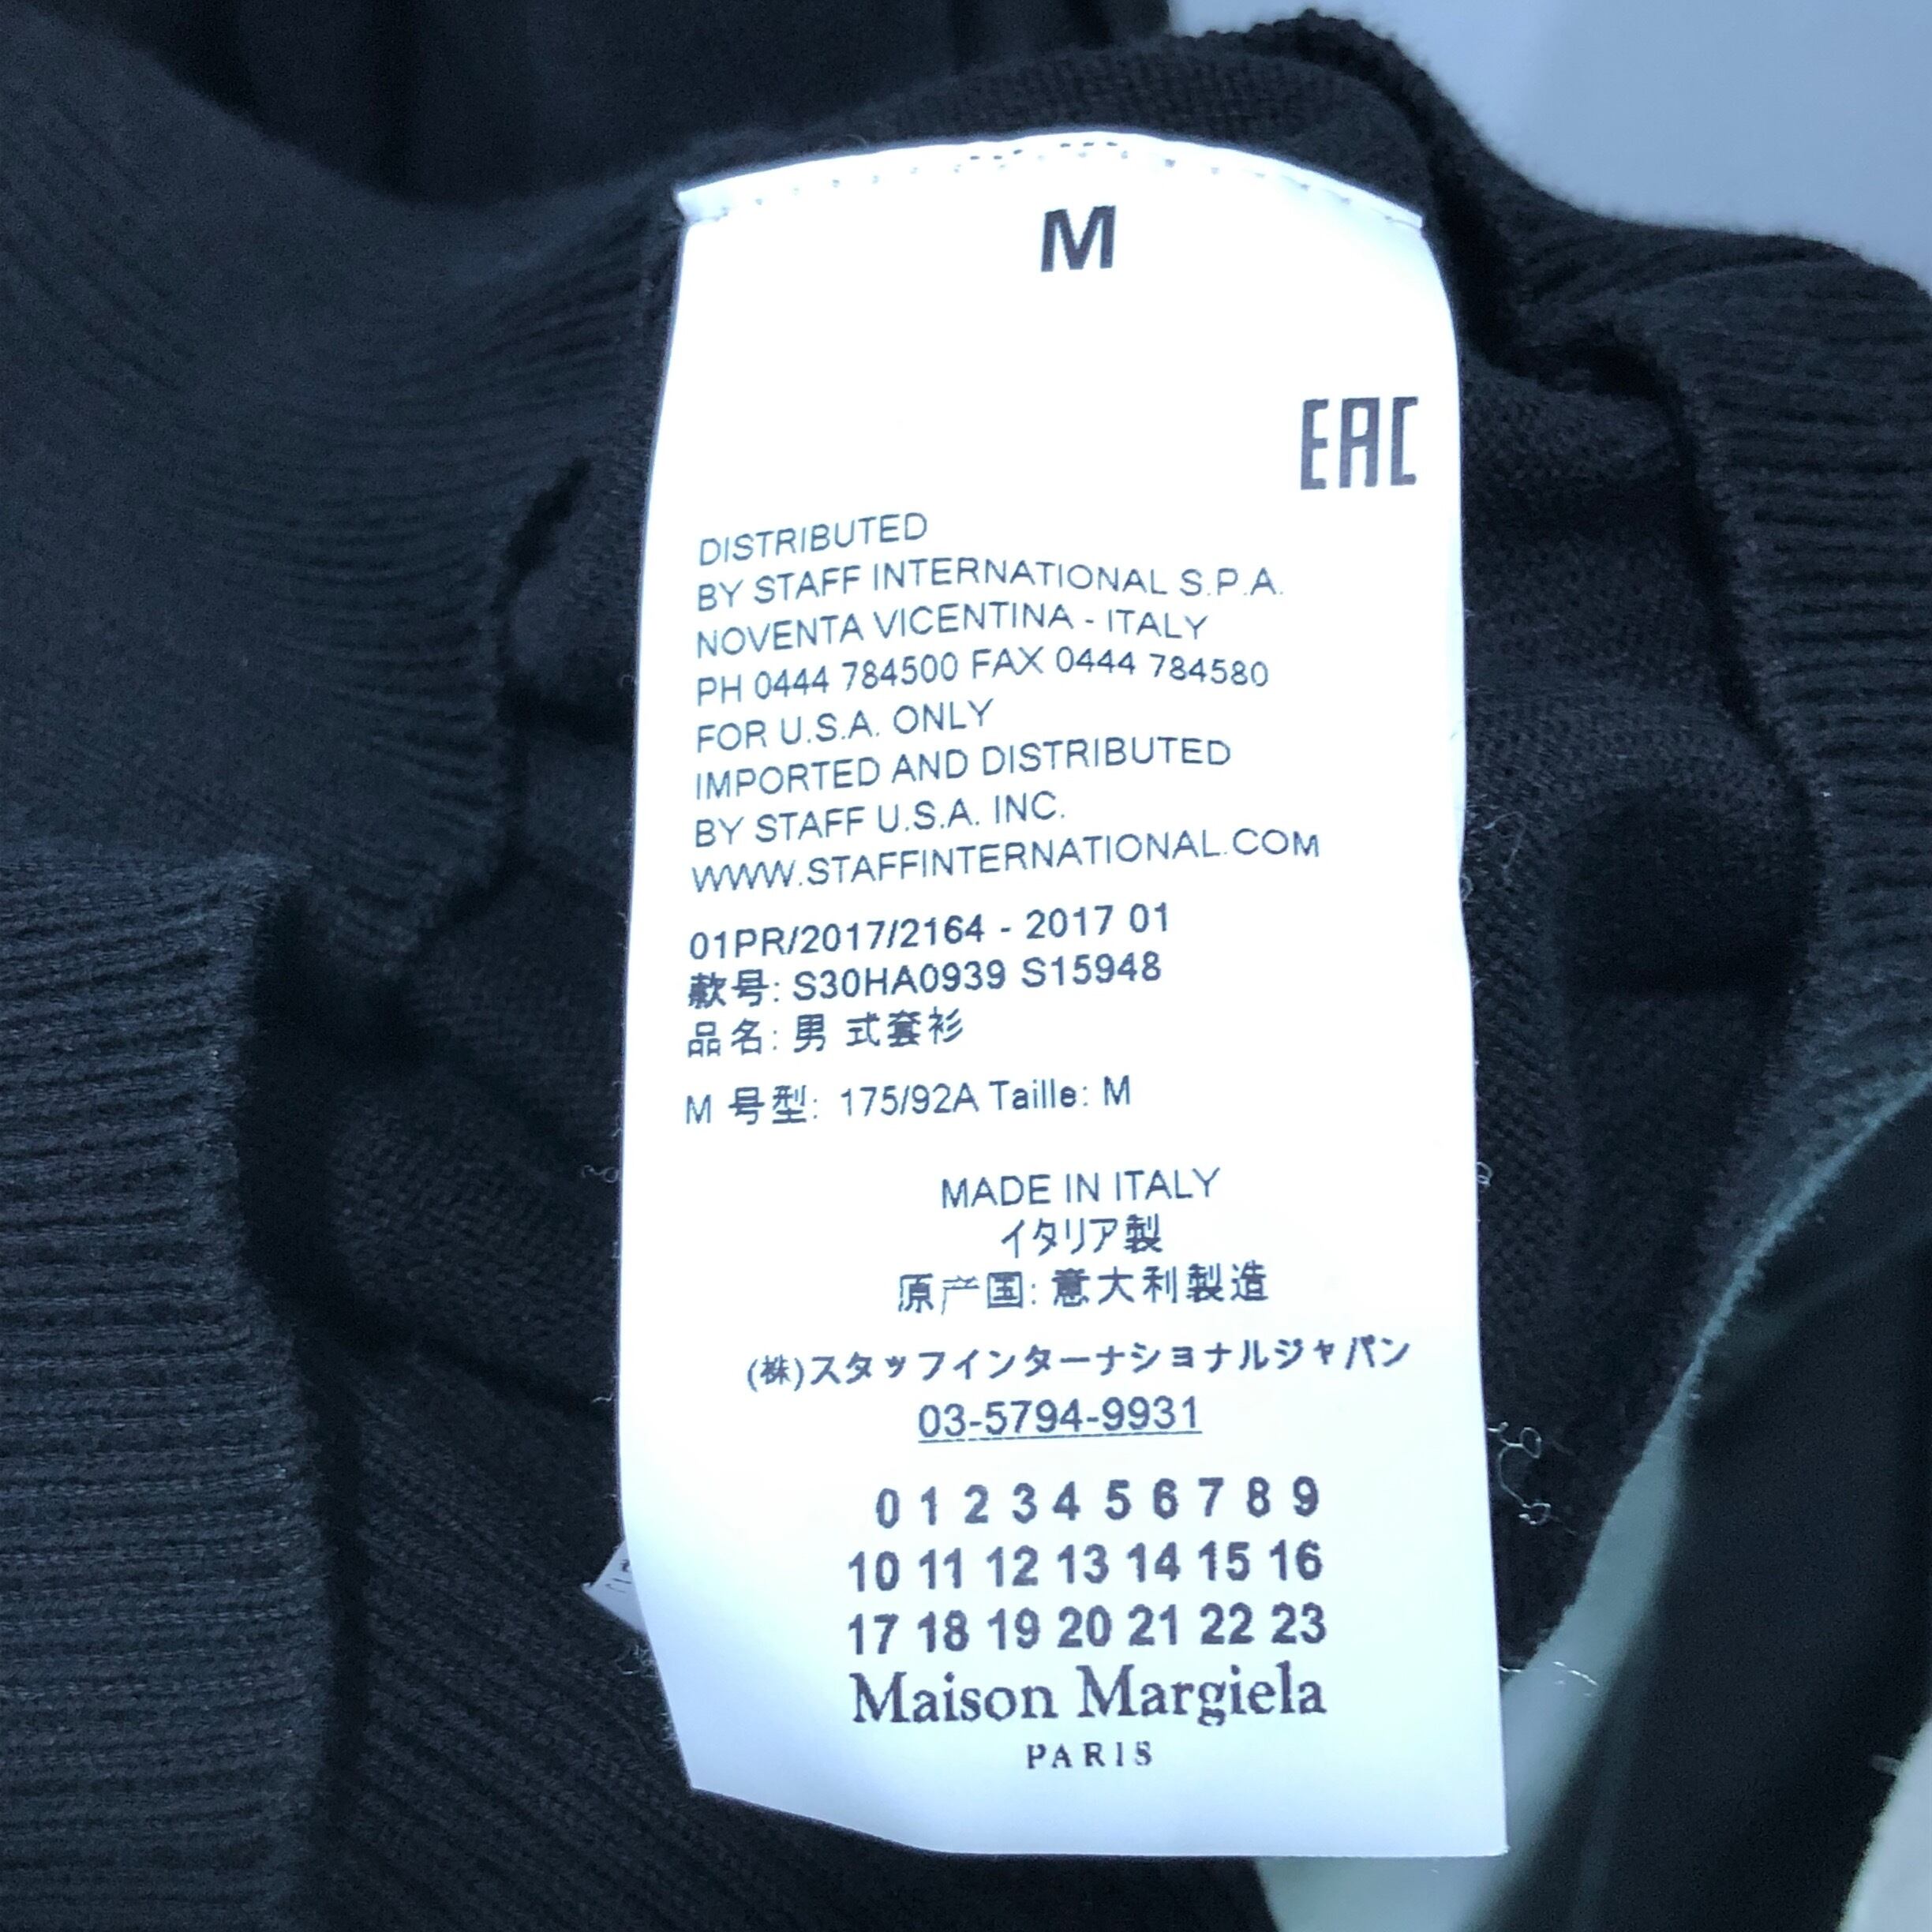 M
EAC
DISTRIBUTED
BY STAFF INTERNATIONAL S.P.A.
NOVENTA VICENTINA - ITALY
PH 0444 784500 FAX 0444 784580
FOR U.S.A. ONLY
IMPORTED AND DISTRIBUTED
BY STAFF U.S.A. INC.
WWW.STAFFINTERNATIONAL.COM
01PR/2017/2164 - 2017 01
款号: S30HA0939 S15948
品名: 男 式套衫
M 号型: 175/92A Taille: M
MADE IN ITALY
イタリア製
原产国: 意大利製造
(株)スタッフインターナショナルジャパン
03-5794-9931
0 1 2 3 4 5 6 7 8 9
10 11 12 13 14 15 16
17 18 19 20 21 22 23
Maison Margiela
PARIS